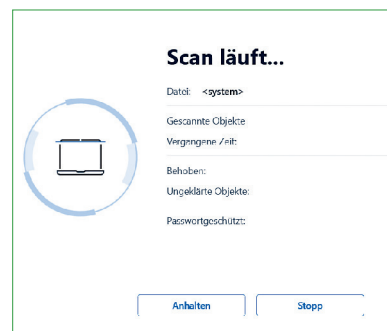 Scan läuft...
Datei: <system>
Gescannte Objekte
Vergangene Zeit:
Behoben:
Ungeklärte Objekte:
Passwortgeschützt:
Anhalten Stopp